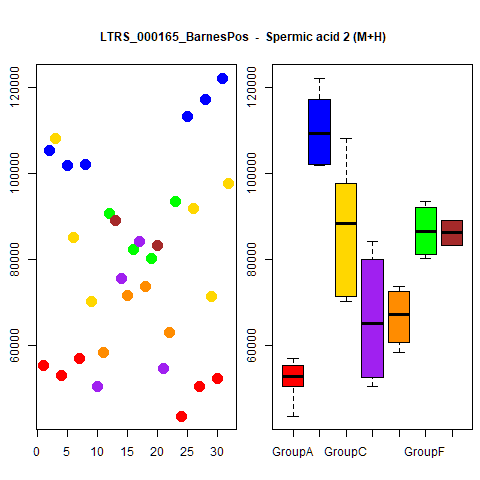 LTRS_000165_BarnesPos  -  Spermic acid 2 (M+H)
120000
100000
80000
60000
0 5 10 15 20 25 30
120000
100000
80000
60000
GroupA GroupC GroupF